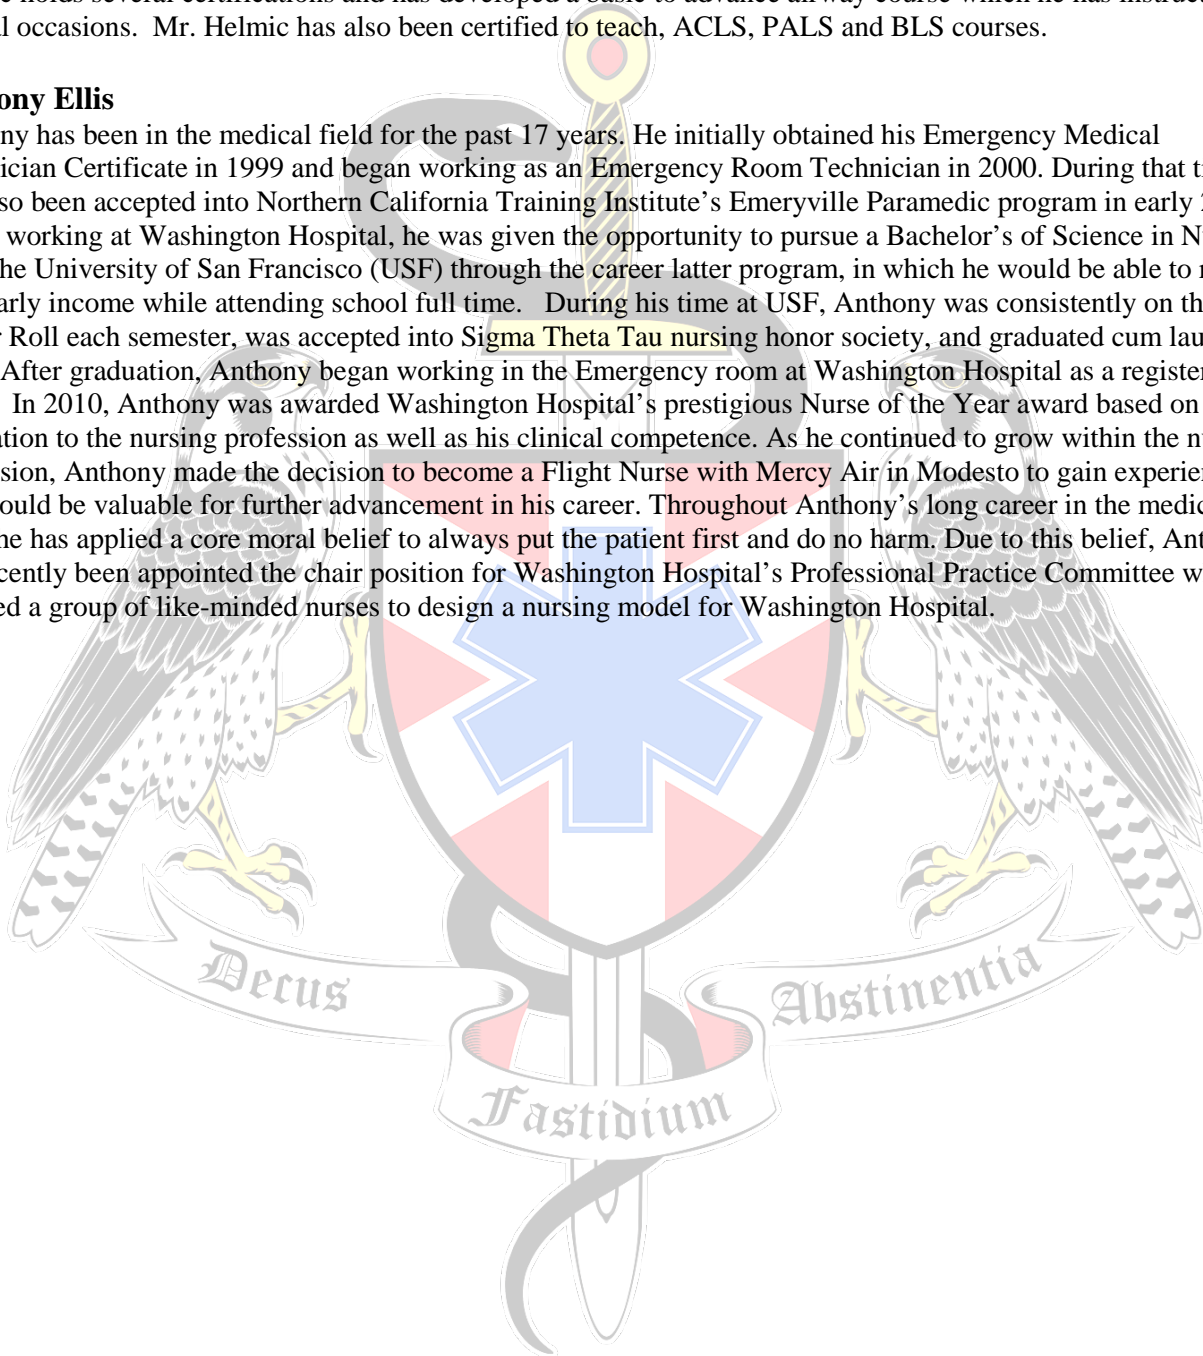 holds several certifications and has developed a basic to advance airway course which he has instruct
l occasions. Mr. Helmic has also been certified to teach, ACLS, PALS and BLS courses.
ony Ellis
ny has been in the medical field for the past 17 years. He initially obtained his Emergency Medical
ician Certificate in 1999 and began working as an Emergency Room Technician in 2000. During that t
so been accepted into Northern California Training Institute’s Emeryville Paramedic program in early 2
working at Washington Hospital, he was given the opportunity to pursue a Bachelor’s of Science in N
he University of San Francisco (USF) through the career latter program, in which he would be able to
arly income while attending school full time. During his time at USF, Anthony was consistently on th
r Roll each semester, was accepted into Sigma Theta Tau nursing honor society, and graduated cum lau
After graduation, Anthony began working in the Emergency room at Washington Hospital as a register
In 2010, Anthony was awarded Washington Hospital’s prestigious Nurse of the Year award based on
ation to the nursing profession as well as his clinical competence. As he continued to grow within the n
sion, Anthony made the decision to become a Flight Nurse with Mercy Air in Modesto to gain experien
ould be valuable for further advancement in his career. Throughout Anthony’s long career in the medic
he has applied a core moral belief to always put the patient first and do no harm. Due to this belief, Ant
cently been appointed the chair position for Washington Hospital’s Professional Practice Committee w
ed a group of like-minded nurses to design a nursing model for Washington Hospital.
Decus
Abstinentia
Fastidium